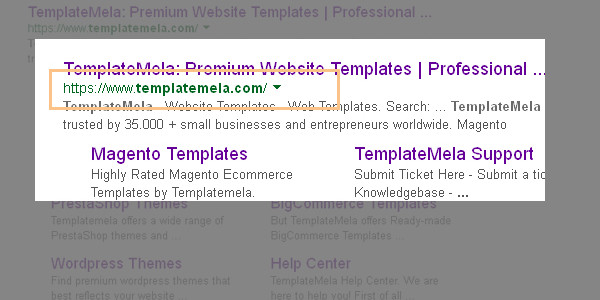 TemplateMela: Premium Website Templates | Professional ...
https://www.templatemela.com/
TemplateMela: Premium Website Templates | Professional ...
https://www.templatemela.com/
TemplateMela - Website Templates - Web Templates. Search: ... TemplateMela
trusted by 35.000 + small businesses and entrepreneurs worldwide. Magento
Magento Templates
Highly Rated Magento Ecommerce
Templates by Templatemela.
TemplateMela Support
Submit Ticket Here - Submit a tic
Knowledgebase - ...
PrestaShop Themes
Templatemela offers a wide range of
PrestaShop themes and ...
BigCommerce Templates
But TemplateMela offers Ready-made
BigCommerce Templates ...
Wordpress Themes
Find premium wordpress themes that
best reflects your website ...
Help Center
TemplateMela Help Center. We are
here to help you! First of all ...